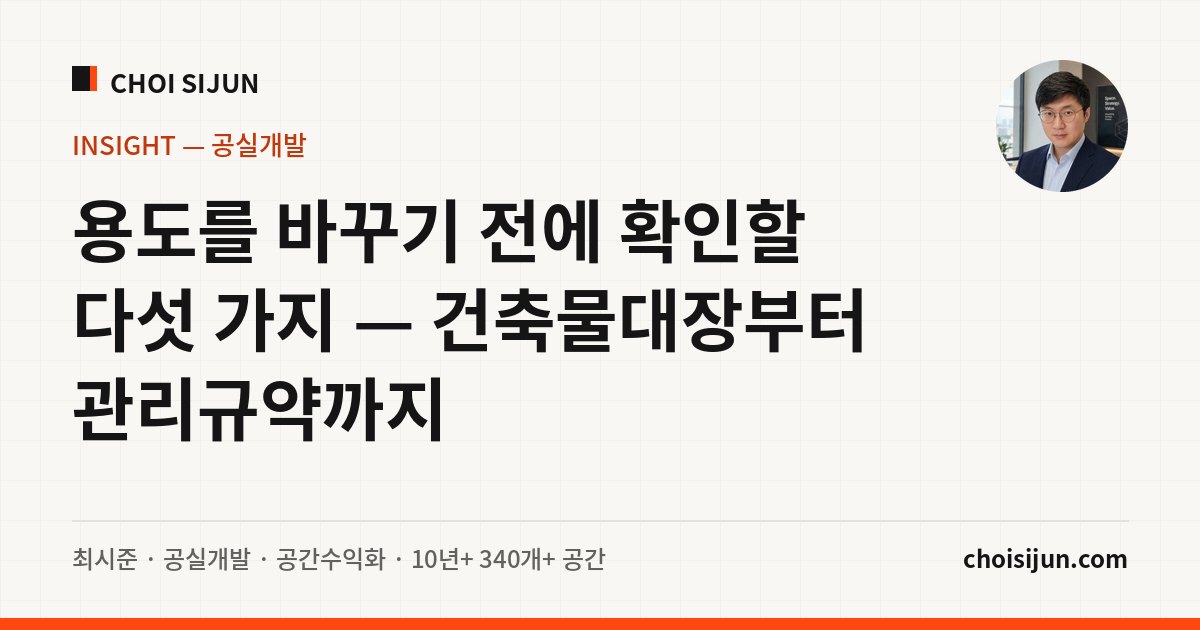 CHOI SIJUN
INSIGHT — 공실개발
용도를 바꾸기 전에 확인할
다섯 가지 — 건축물대장부터
관리규약까지
최시준 · 공실개발 · 공간수익화 · 10년+ 340개+ 공간
choisijun.com